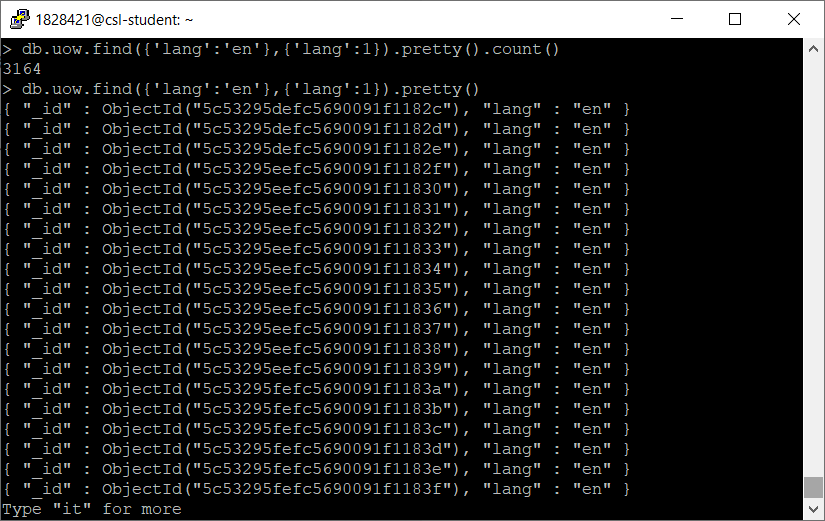 1828421@csl-student: ~
> db.uow.find({'lang':'en'},{'lang':1}).pretty().count()
3164
> db.uow.find({'lang':'en'},{'lang':1}).pretty()
{ "_id" : ObjectId("5c53295defc5690091f1182c"), "lang" : "en" }
{ "_id" : ObjectId("5c53295defc5690091f1182d"), "lang" : "en" }
{ "_id" : ObjectId("5c53295defc5690091f1182e"), "lang" : "en" }
{ "_id" : ObjectId("5c53295eefc5690091f1182f"), "lang" : "en" }
{ "_id" : ObjectId("5c53295eefc5690091f11830"), "lang" : "en" }
{ "_id" : ObjectId("5c53295eefc5690091f11831"), "lang" : "en" }
{ "_id" : ObjectId("5c53295eefc5690091f11832"), "lang" : "en" }
{ "_id" : ObjectId("5c53295eefc5690091f11833"), "lang" : "en" }
{ "_id" : ObjectId("5c53295eefc5690091f11834"), "lang" : "en" }
{ "_id" : ObjectId("5c53295eefc5690091f11835"), "lang" : "en" }
{ "_id" : ObjectId("5c53295eefc5690091f11836"), "lang" : "en" }
{ "_id" : ObjectId("5c53295eefc5690091f11837"), "lang" : "en" }
{ "_id" : ObjectId("5c53295eefc5690091f11838"), "lang" : "en" }
{ "_id" : ObjectId("5c53295eefc5690091f11839"), "lang" : "en" }
{ "_id" : ObjectId("5c53295fefc5690091f1183a"), "lang" : "en" }
{ "_id" : ObjectId("5c53295fefc5690091f1183b"), "lang" : "en" }
{ "_id" : ObjectId("5c53295fefc5690091f1183c"), "lang" : "en" }
{ "_id" : ObjectId("5c53295fefc5690091f1183d"), "lang" : "en" }
{ "_id" : ObjectId("5c53295fefc5690091f1183e"), "lang" : "en" }
{ "_id" : ObjectId("5c53295fefc5690091f1183f"), "lang" : "en" }
Type "it" for more